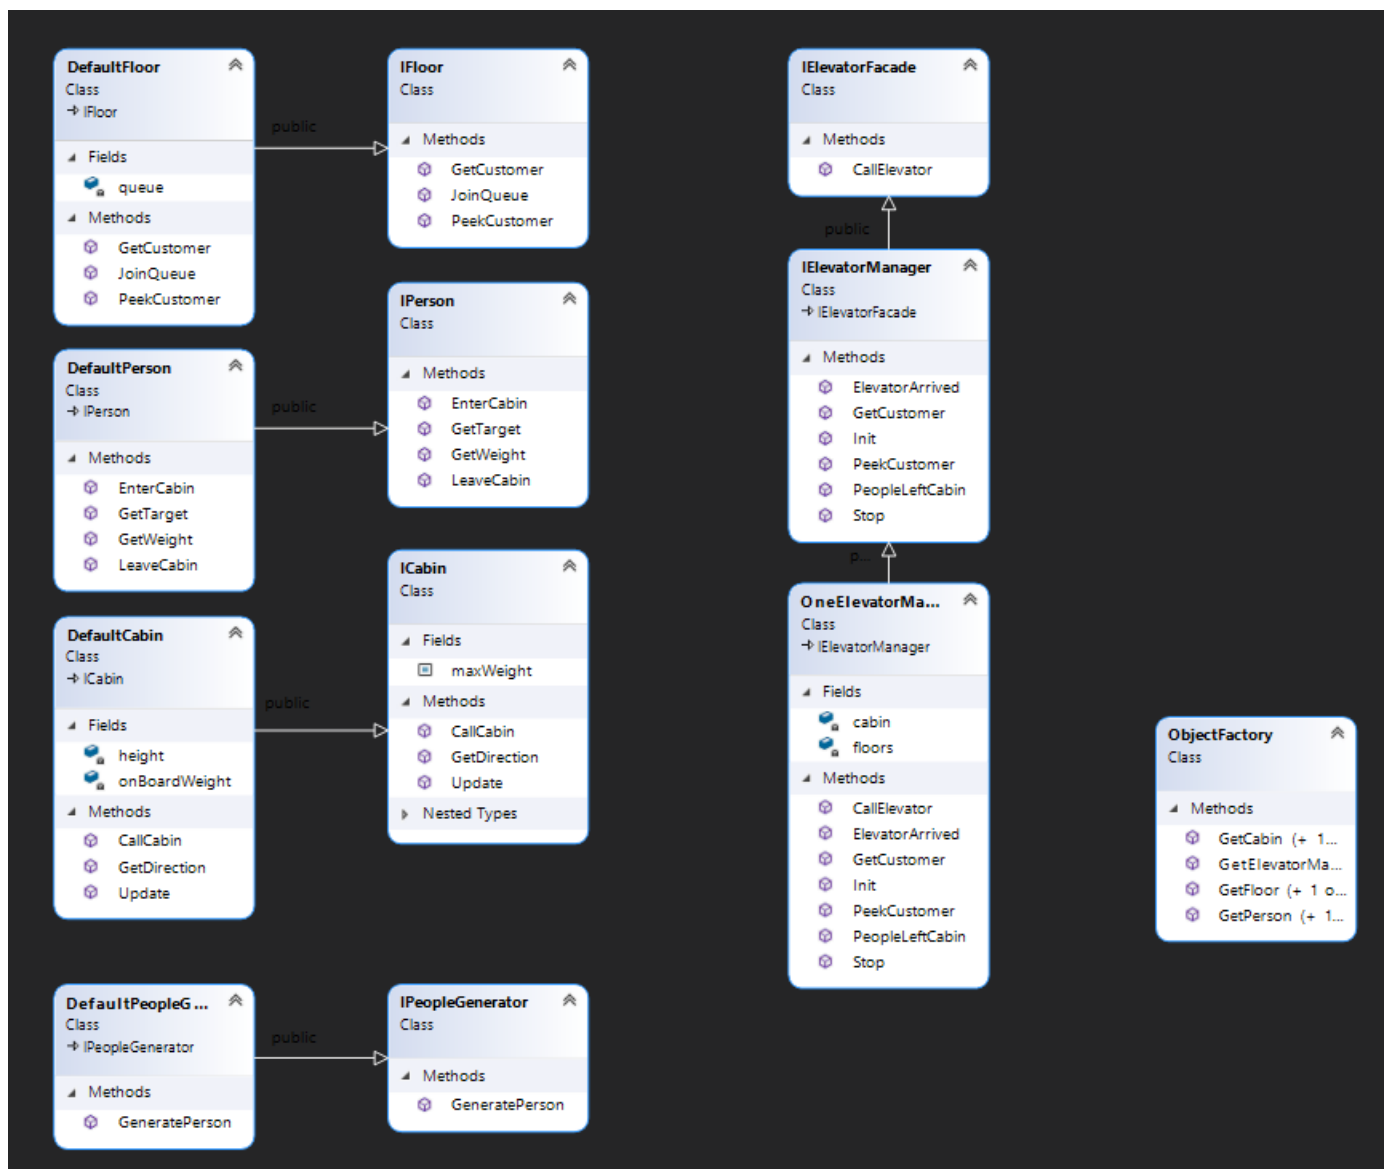 DefaultFloor
Class
IFloor
Fields
queue
Methods
GetCustomer
JoinQueue
PeekCustomer
public
IFloor
Class
Methods
GetCustomer
JoinQueue
PeekCustomer
DefaultPerson
Class
IPerson
Methods
EnterCabin
GetTarget
GetWeight
LeaveCabin
public
IPerson
Class
Methods
EnterCabin
GetTarget
GetWeight
LeaveCabin
DefaultCabin
Class
ICabin
Fields
height
onBoardWeight
Methods
CallCabin
GetDirection
Update
public
ICabin
Class
Fields
maxWeight
Methods
CallCabin
GetDirection
Update
Nested Types
DefaultPeopleG...
Class
IPeopleGenerator
Methods
GeneratePerson
public
IPeopleGenerator
Class
Methods
GeneratePerson
IElevatorFacade
Class
Methods
CallElevator
public
IElevatorManager
Class
IElevatorFacade
Methods
ElevatorArrived
GetCustomer
Init
PeekCustomer
PeopleLeftCabin
Stop
p...
OneElevatorMa...
Class
IElevatorManager
Fields
cabin
floors
Methods
CallElevator
ElevatorArrived
GetCustomer
Init
PeekCustomer
PeopleLeftCabin
Stop
ObjectFactory
Class
Methods
GetCabin (+ 1...
GetElevatorMa...
GetFloor (+ 1 o...
GetPerson (+ 1...